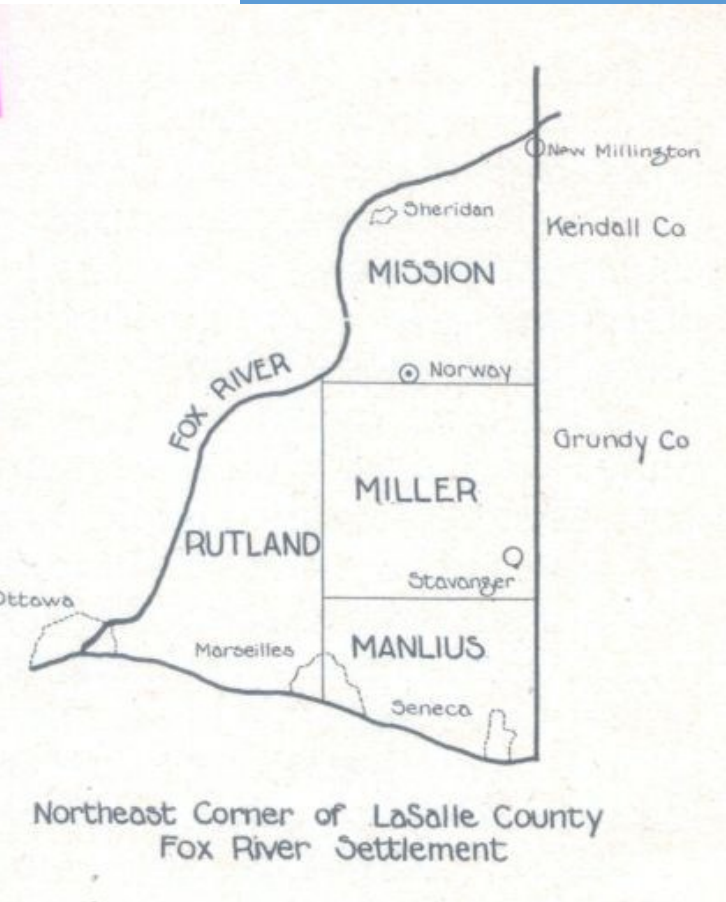 New Millington
Sheridan
Kendall Co
MISSION
FOX RIVER
Norway
Grundy Co
MILLER
RUTLAND
Stavanger
Ottawa
Marseilles
MANLIUS
Seneca
Northeast Corner of LaSalle County
Fox River Settlement